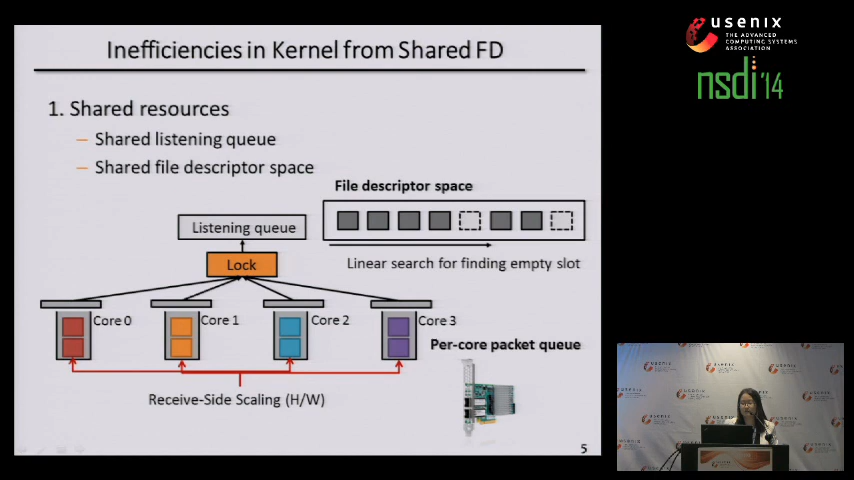 Inefficiencies in Kernel from Shared FD
1. Shared resources
– Shared listening queue
– Shared file descriptor space
File descriptor space
Listening queue
Lock
Linear search for finding empty slot
Core 0
Core 1
Core 2
Core 3
Per-core packet queue
Receive-Side Scaling (H/W)
5
usenix
THE ADVANCED
COMPUTING SYSTEMS
ASSOCIATION
nsdi '14